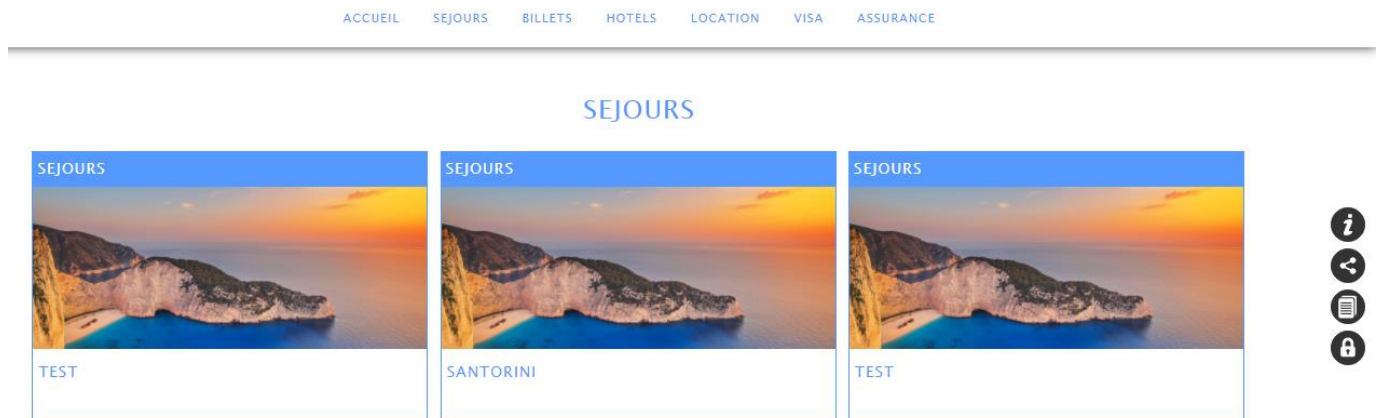 ACCUEIL SEJOURS BILLETS HOTELS LOCATION VISA ASSURANCE
SEJOURS
SEJOURS SEJOURS SEJOURS
TEST SANTORINI TEST